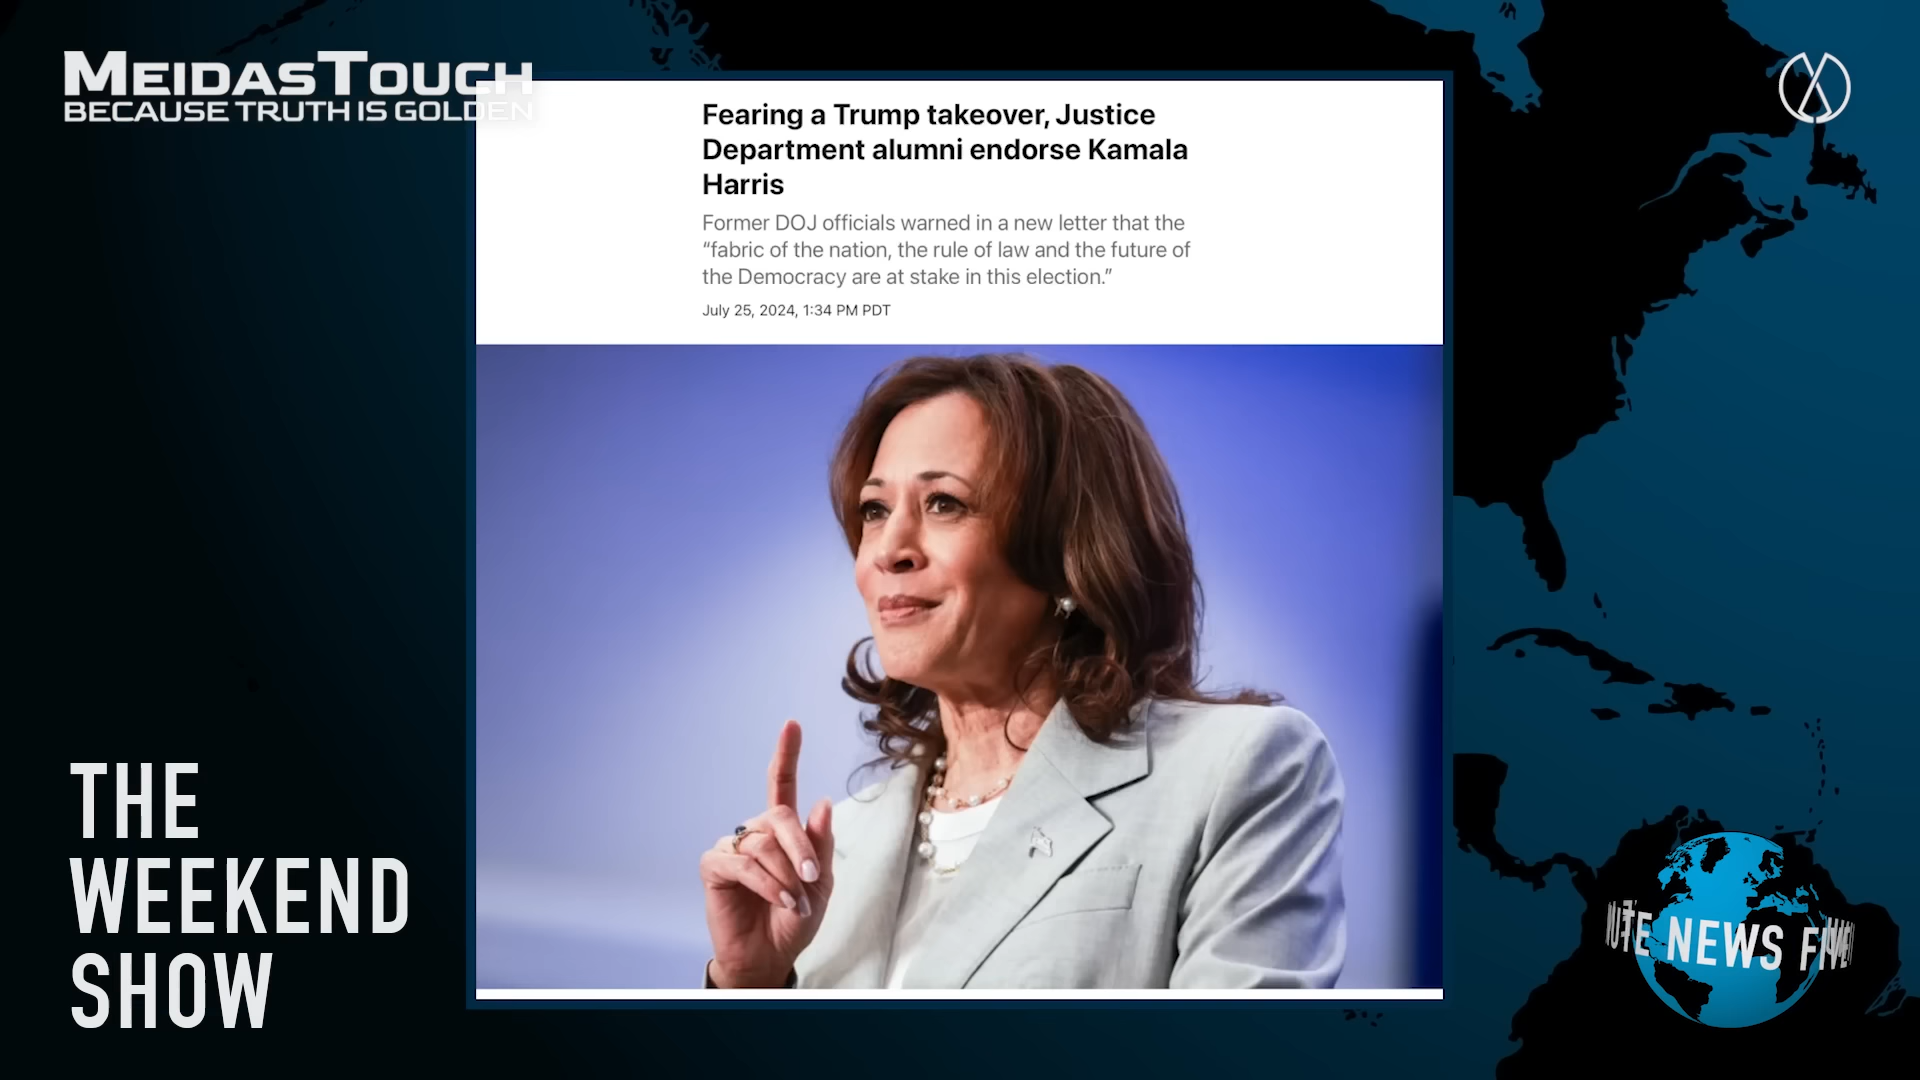 MEIDASTOUCH
BECAUSE TRUTH IS GOLDEN
Fearing a Trump takeover, Justice
Department alumni endorse Kamala
Harris
Former DOJ officials warned in a new letter that the
“fabric of the nation, the rule of law and the future of
the Democracy are at stake in this election.”
July 25, 2024, 1:34 PM PDT
THE
WEEKEND
SHOW
NEWS